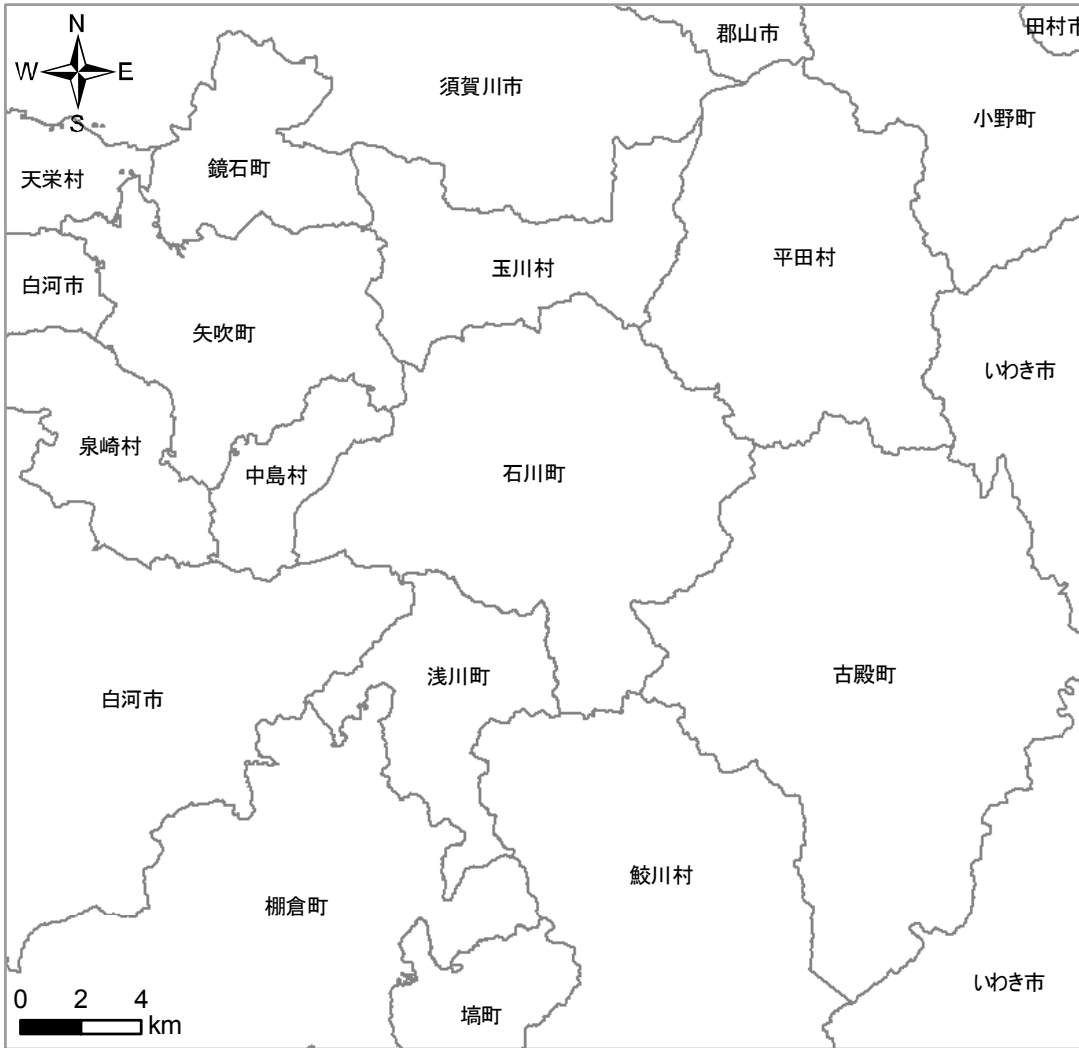 N
郡山市
田村市
W
E
須賀川市
小野町
S
鏡石町
天栄村
平田村
玉川村
白河市
矢吹町
いわき市
泉崎村
中島村
石川町
古殿町
浅川町
白河市
鮫川村
棚倉町
いわき市
0 2 4
km
塙町